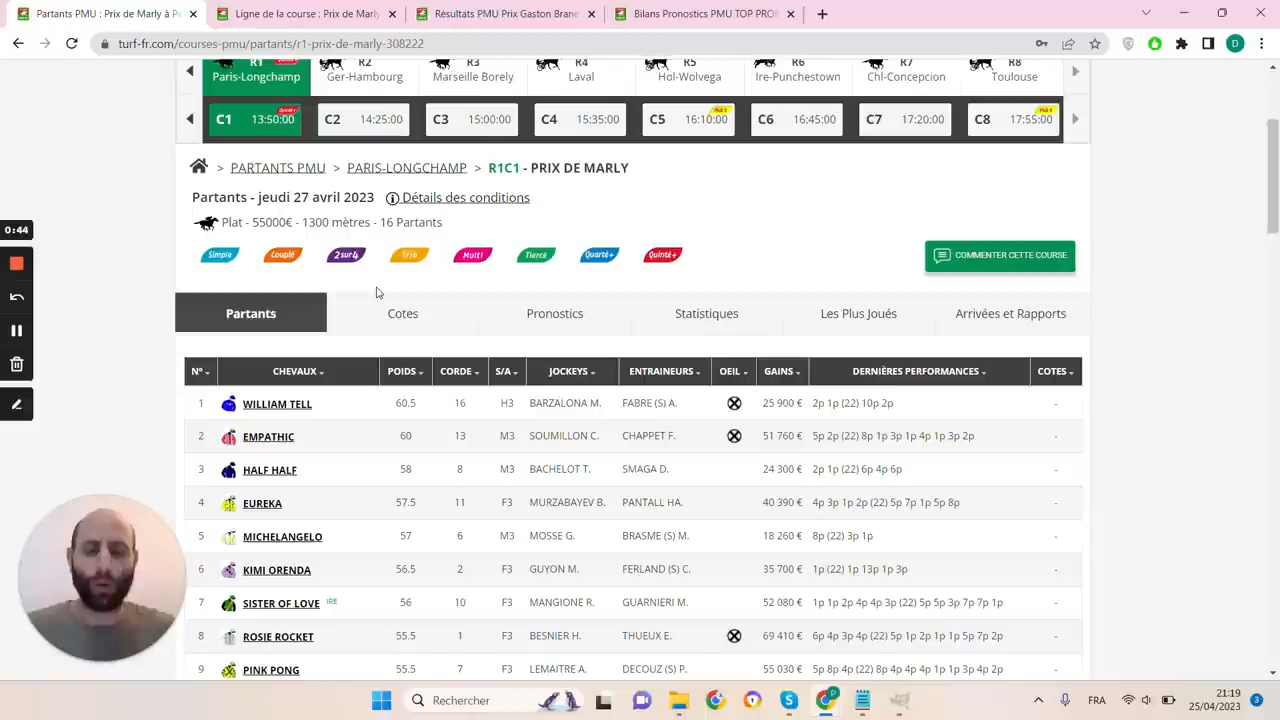 Partants PMU : Prix de Marly à P
Ligne de la course : Prix de Marly
Résultats PMU Prix Gaston Brane
Bilans Pronostics PMU TOP PRO
turf-fr.com/courses-pmu/partants/r1-prix-de-marly-308222
D
R1 R2 R3 R4 R5 R6 R7 R8
Paris-Longchamp Ger-Hambourg Marseille Borely Laval Hol-Wolvega Ire-Punchestown Chl-Conception Toulouse
C1 13:50:00 C2 4:25:00 C3 15:00:00 C4 15:35:00 C5 16:10:00 C6 16:45:00 C7 17:20:00 C8 17:55:00
> PARTANTS PMU > PARIS-LONGCHAMP > R1C1 - PRIX DE MARLY
Partants - jeudi 27 avril 2023 Détails des conditions
Plat - 55000€ - 1300 mètres - 16 Partants
0:44
Simple Couplé 2sur4 Trio Multi Tiercé Quarté+ Quinté+
COMMENTER CETTE COURSE
Partants Cotes Pronostics Statistiques Les Plus Joués Arrivées et Rapports
N° CHEVAUX POIDS CORDE S/A JOCKEYS ENTRAINEURS OEIL GAINS DERNIÈRES PERFORMANCES COTES
1 WILLIAM TELL 60.5 16 H3 BARZALONA M. FABRE (S) A. 25 900 € 2p 1p (22) 10p 2p -
2 EMPATHIC 60 13 M3 SOUMILLON C. CHAPPET F. 51 760 € 5p 2p (22) 8p 1p 3p 1p 4p 1p 3p 2p -
3 HALF HALF 58 8 M3 BACHELOT T. SMAGA D. 24 300 € 2p 1p (22) 6p 4p 6p -
4 EUREKA 57.5 11 F3 MURZABAYEV B. PANTALL HA. 40 390 € 4p 3p 1p 2p (22) 5p 7p 1p 5p 8p -
5 MICHELANGELO 57 6 M3 MOSSE G. BRASME (S) M. 18 260 € 8p (22) 3p 1p -
6 KIMI ORENDA 56.5 2 F3 GUYON M. FERLAND (S) C. 35 700 € 1p (22) 1p 13p 1p 3p -
7 SISTER OF LOVE IRE 56 10 F3 MANGIONE R. GUARNIERI M. 52 080 € 1p 1p 2p 4p 4p 3p (22) 5p 5p 3p 7p 7p 1p -
8 ROSIE ROCKET 55.5 1 F3 BESNIER H. THUEUX E. 69 410 € 6p 4p 3p 4p (22) 5p 1p 2p 1p 1p 5p 7p 2p -
9 PINK PONG 55.5 7 F3 LEMAITRE A. DECOUZ (S) P. 55 030 € 5p 8p 4p (22) 8p 4p 4p 4p 1p 1p 3p 4p 2p -
Rechercher
FRA
21:19
25/04/2023
3